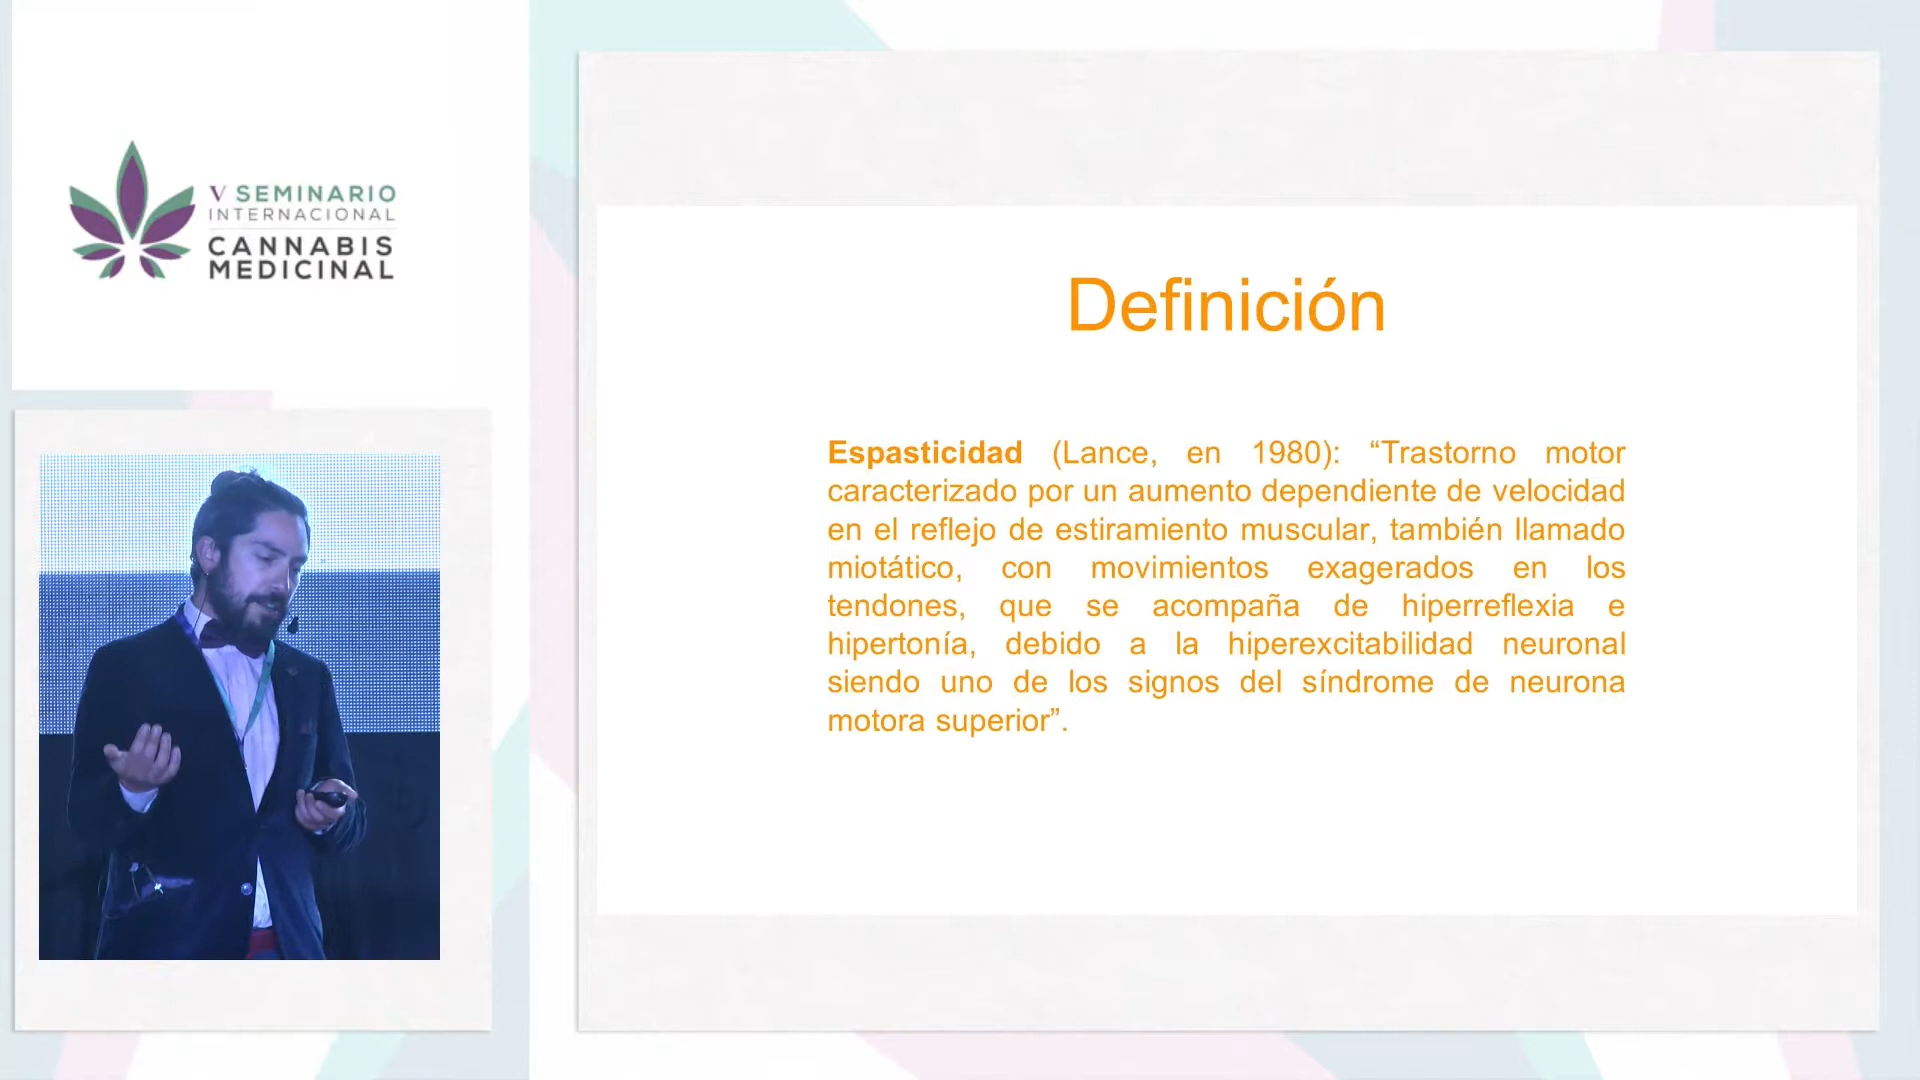 V SEMINARIO
INTERNACIONAL
CANNABIS
MEDICINAL
Definición
Espasticidad (Lance, en 1980): “Trastorno motor
caracterizado por un aumento dependiente de velocidad
en el reflejo de estiramiento muscular, también llamado
miotático, con movimientos exagerados en los
tendones, que se acompaña de hiperreflexia e
hipertonía, debido a la hiperexcitabilidad neuronal
siendo uno de los signos del síndrome de neurona
motora superior”.